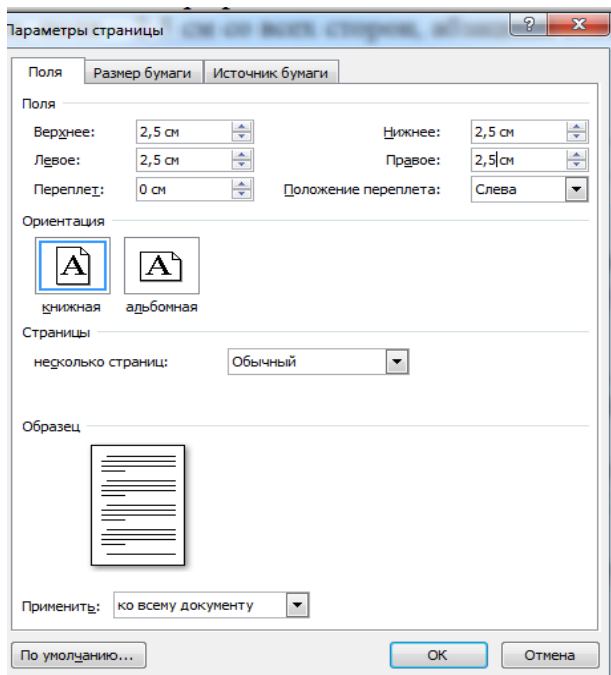 Параметры страницы
Поля Размер бумаги Источник бумаги
Поля
Верхнее: 2,5 см Нижнее: 2,5 см
Левое: 2,5 см Правое: 2,5 см
Переплет: 0 см Положение переплета: Слева
Ориентация
А А
книжная альбомная
Страницы
несколько страниц: Обычный
Образец
Применить: ко всему документу
По умолчанию... ОК Отмена